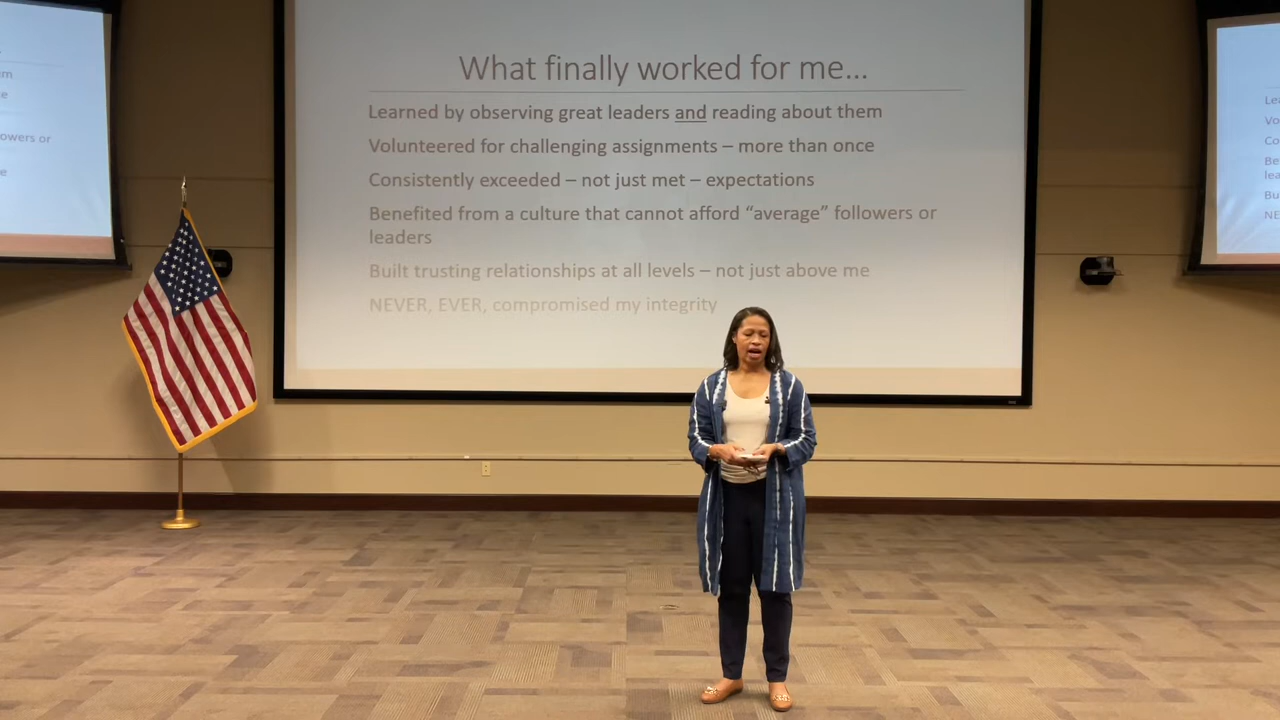 What finally worked for me...
Learned by observing great leaders and reading about them
Volunteered for challenging assignments – more than once
Consistently exceeded – not just met – expectations
Benefited from a culture that cannot afford “average” followers or
leaders
Built trusting relationships at all levels – not just above me
NEVER, EVER, compromised my integrity
owers or